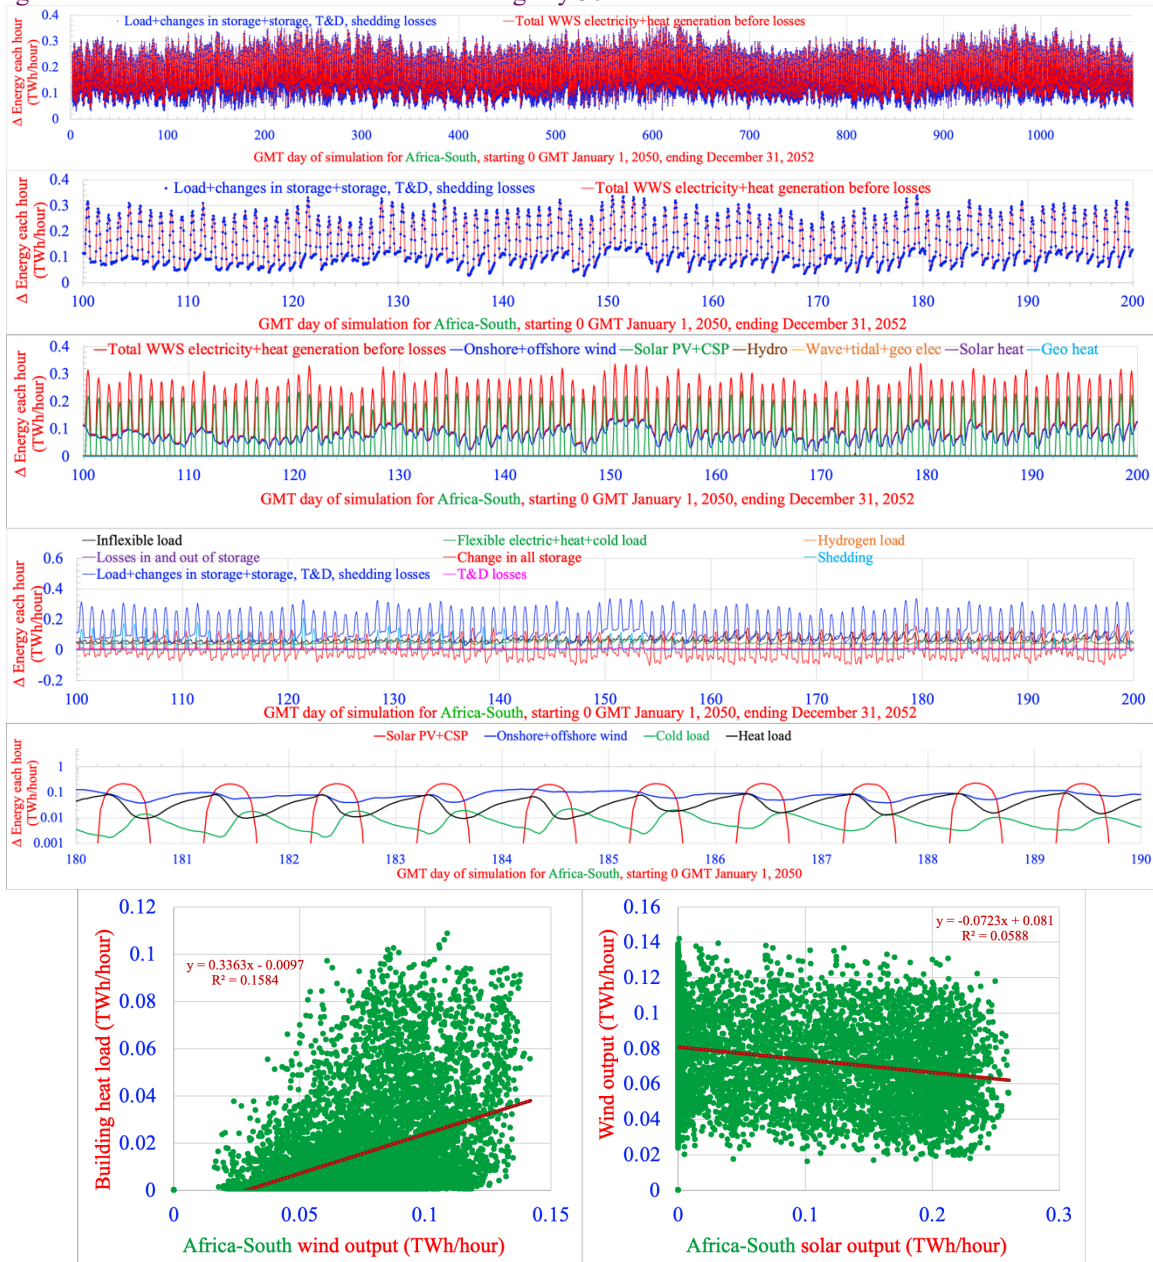 Load+changes in storage+storage, T&D, shedding losses
Total WWS electricity+heat generation before losses
Δ Energy each hour
(TWh/hour)
0.4
0.3
0.2
0.1
0
0 100 200 300 400 500 600 700 800 900 1000
GMT day of simulation for Africa-South, starting 0 GMT January 1, 2050, ending December 31, 2052
Load+changes in storage+storage, T&D, shedding losses
Total WWS electricity+heat generation before losses
Δ Energy each hour
(TWh/hour)
0.4
0.3
0.2
0.1
0
100 110 120 130 140 150 160 170 180 190 200
GMT day of simulation for Africa-South, starting 0 GMT January 1, 2050, ending December 31, 2052
Total WWS electricity+heat generation before losses Onshore+offshore wind Solar PV+CSP Hydro Wave+tidal+geo elec Solar heat Geo heat
Δ Energy each hour
(TWh/hour)
0.4
0.3
0.2
0.1
0
100 110 120 130 140 150 160 170 180 190 200
GMT day of simulation for Africa-South, starting 0 GMT January 1, 2050, ending December 31, 2052
Inflexible load Flexible electric+heat+cold load Hydrogen load
Losses in and out of storage Change in all storage Shedding
Load+changes in storage+storage, T&D, shedding losses T&D losses
Δ Energy each hour
(TWh/hour)
0.6
0.4
0.2
0
-0.2
100 110 120 130 140 150 160 170 180 190 200
GMT day of simulation for Africa-South, starting 0 GMT January 1, 2050, ending December 31, 2052
Solar PV+CSP Onshore+offshore wind Cold load Heat load
Δ Energy each hour
(TWh/hour)
1
0.1
0.01
0.001
180 181 182 183 184 185 186 187 188 189 190
GMT day of simulation for Africa-South, starting 0 GMT January 1, 2050
Building heat load (TWh/hour)
0.12
0.1
0.08
0.06
0.04
0.02
0
y = 0.3363x - 0.0097
R² = 0.1584
0 0.05 0.1 0.15
Africa-South wind output (TWh/hour)
Wind output (TWh/hour)
0.16
0.14
0.12
0.1
0.08
0.06
0.04
0.02
0
y = -0.0723x + 0.081
R² = 0.0588
0 0.1 0.2 0.3
Africa-South solar output (TWh/hour)